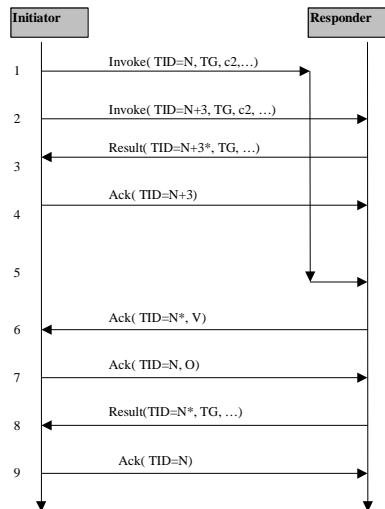 Initiator Responder
1 Invoke( TID=N, TG, c2,…)
2 Invoke( TID=N+3, TG, c2, …)
3 Result( TID=N+3*, TG, …)
4 Ack( TID=N+3)
5
6 Ack( TID=N*, V)
7 Ack( TID=N, O)
8 Result(TID=N*, TG, …)
9 Ack( TID=N)